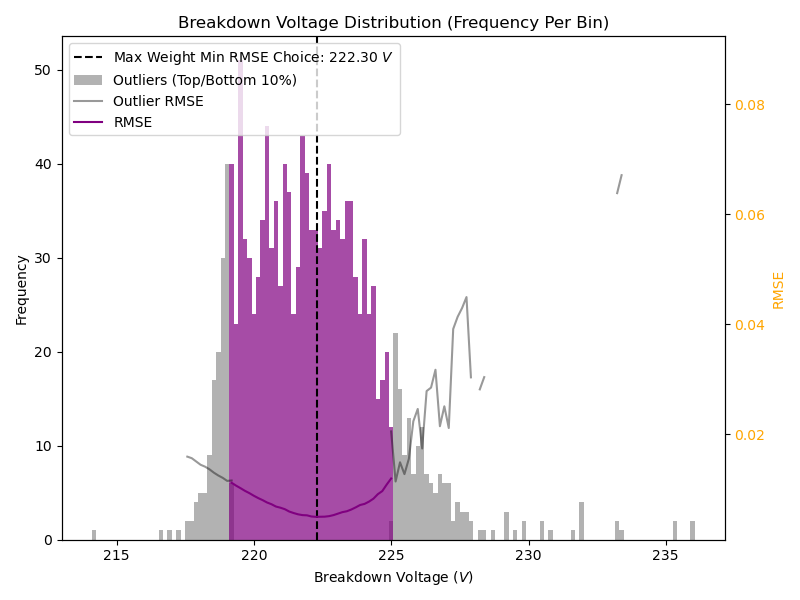 Breakdown Voltage Distribution (Frequency Per Bin)
Max Weight Min RMSE Choice: 222.30 V
Outliers (Top/Bottom 10%)
Outlier RMSE
RMSE
50
40
30
20
10
0
Frequency
0.08
0.06
0.04
0.02
RMSE
215
220
225
230
235
Breakdown Voltage (V)